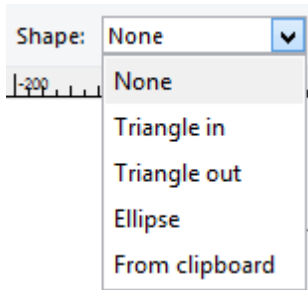 Shape: None
-200
None
Triangle in
Triangle out
Ellipse
From clipboard